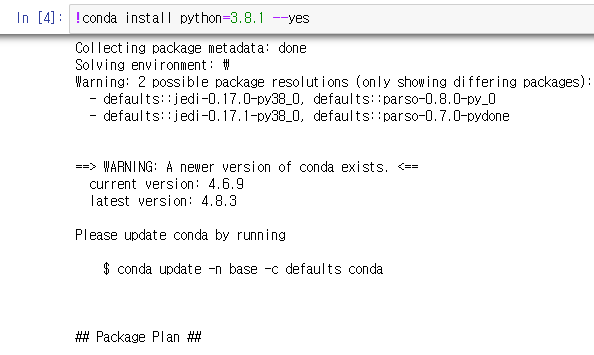 In [4]: !conda install python=3.8.1 --yes
Collecting package metadata: done
Solving environment: ₩
Warning: 2 possible package resolutions (only showing differing packages):
  - defaults::jedi-0.17.0-py38_0, defaults::parso-0.8.0-py_0
  - defaults::jedi-0.17.1-py38_0, defaults::parso-0.7.0-pydone
==> WARNING: A newer version of conda exists. <==
  current version: 4.6.9
  latest version: 4.8.3
Please update conda by running
    $ conda update -n base -c defaults conda
## Package Plan ##